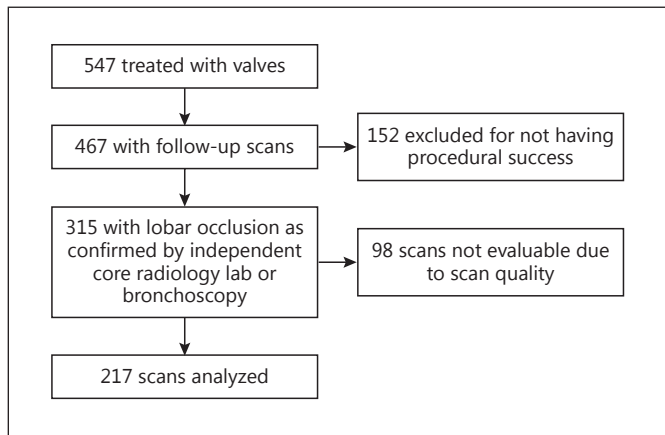 547 treated with valves
467 with follow-up scans
152 excluded for not having
procedural success
315 with lobar occlusion as
confirmed by independent
core radiology lab or
bronchoscopy
98 scans not evaluable due
to scan quality
217 scans analyzed